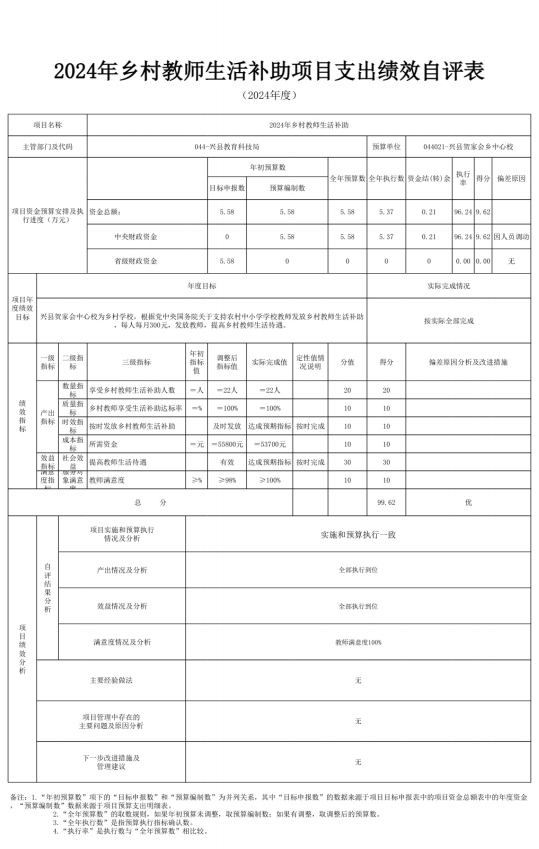 2024年乡村教师生活补助项目支出绩效自评表
（2024年度）
项目名称 2024年乡村教师生活补助
主管部门及代码 044-兴县教育科技局 预算单位 044021-兴县贺家会乡中心校
项目资金预算安排及执行进度（万元） 年初预算数 全年预算数 全年执行数 资金结(转)余 执行率 得分 偏差原因
目标申报数 预算编制数
资金总额： 5.58 5.58 5.58 5.37 0.21 96.24 9.62
中央财政资金 0 5.58 5.58 5.37 0.21 96.24 9.62 因人员调动
省级财政资金 5.58 0 0 0 0 0.00 0.00 无
项目年度绩效目标 年度目标 实际完成情况
兴县贺家会中心校为乡村学校，根据党中央国务院关于支持农村中小学学校教师发放乡村教师生活补助
，每人每月300元，发放教师，提高乡村教师生活待遇。 按实际全部完成
绩效指标 一级指标 二级指标 三级指标 年初指标值 调整后指标值 实际完成值 定性值情况说明 分值 得分 偏差原因分析及改进措施
产出指标 数量指标 享受乡村教师生活补助人数 ＝人 ＝22人 ＝22人 20 20
质量指标 乡村教师享受生活补助达标率 ＝% ＝100% ＝100% 10 10
时效指标 按时发放乡村教师生活补助 及时发放 达成预期指标 按时完成 10 10
成本指标 所需资金 ＝元 ＝55800元 ＝53700元 10 10
效益指标 社会效益 提高教师生活待遇 有效 达成预期指标 按时完成 30 30
满意度指标 服务对象满意度 教师满意度 ≥% ≥98% ≥100% 10 10
总 分 99.62 优
项目绩效分析 自评结果分析 项目实施和预算执行情况及分析 实施和预算执行一致
产出情况及分析 全部执行到位
效益情况及分析 全部执行到位
满意度情况及分析 教师满意度100%
主要经验做法 无
项目管理中存在的
主要问题及原因分析 无
下一步改进措施及
管理建议 无
备注：1.“年初预算数”项下的“目标申报数”和“预算编制数”为并列关系，其中“目标申报数”的数据来源于项目目标申报表中的项目资金总额表中的年度资金
，“预算编制数”数据来源于项目预算支出明细表。
2.“全年预算数”的取数规则，如果年初预算未调整，取预算编制数；如果有调整，取调整后的预算数。
3.“全年执行数”是指预算执行指标确认数。
4.“执行率”是执行数与“全年预算数”相比较。